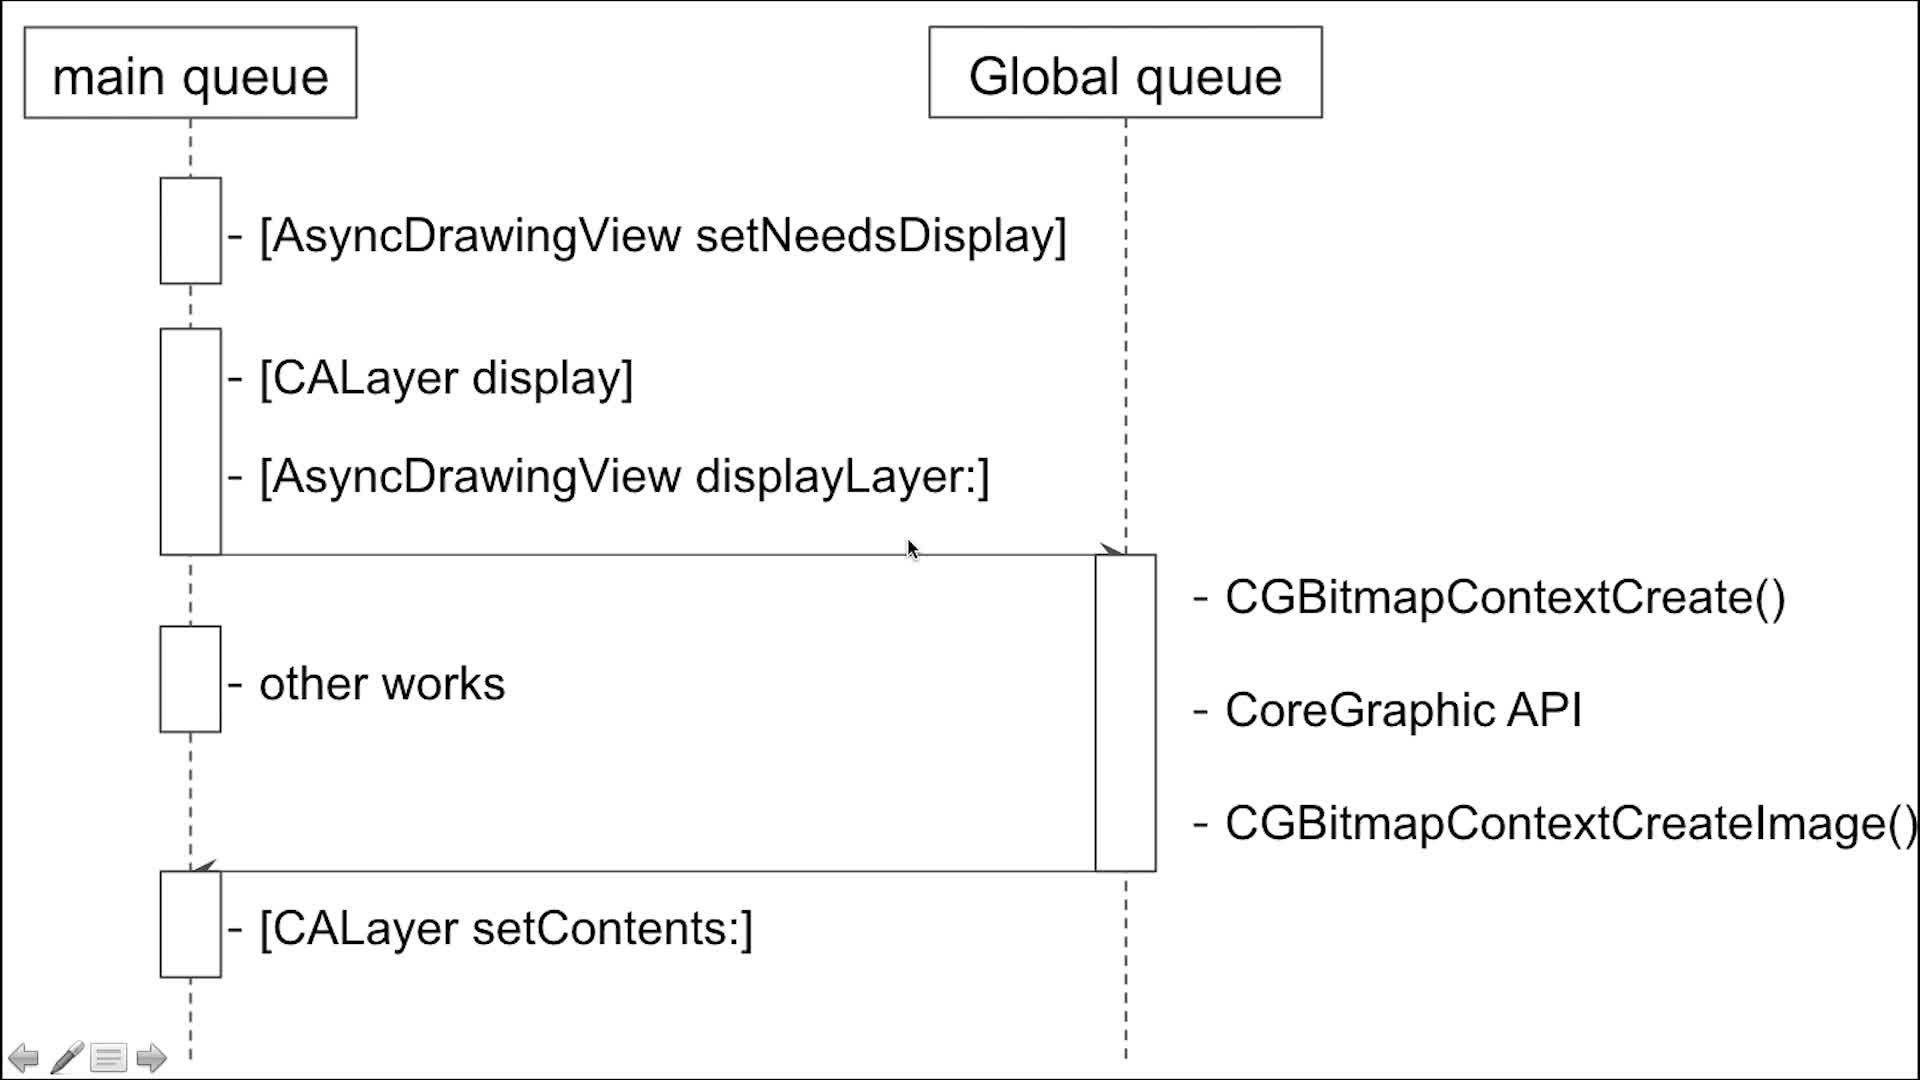 main queue
Global queue
- [AsyncDrawingView setNeedsDisplay]
- [CALayer display]
- [AsyncDrawingView displayLayer:]
- CGBitmapContextCreate()
- other works
- CoreGraphic API
- CGBitmapContextCreateImage()
- [CALayer setContents:]